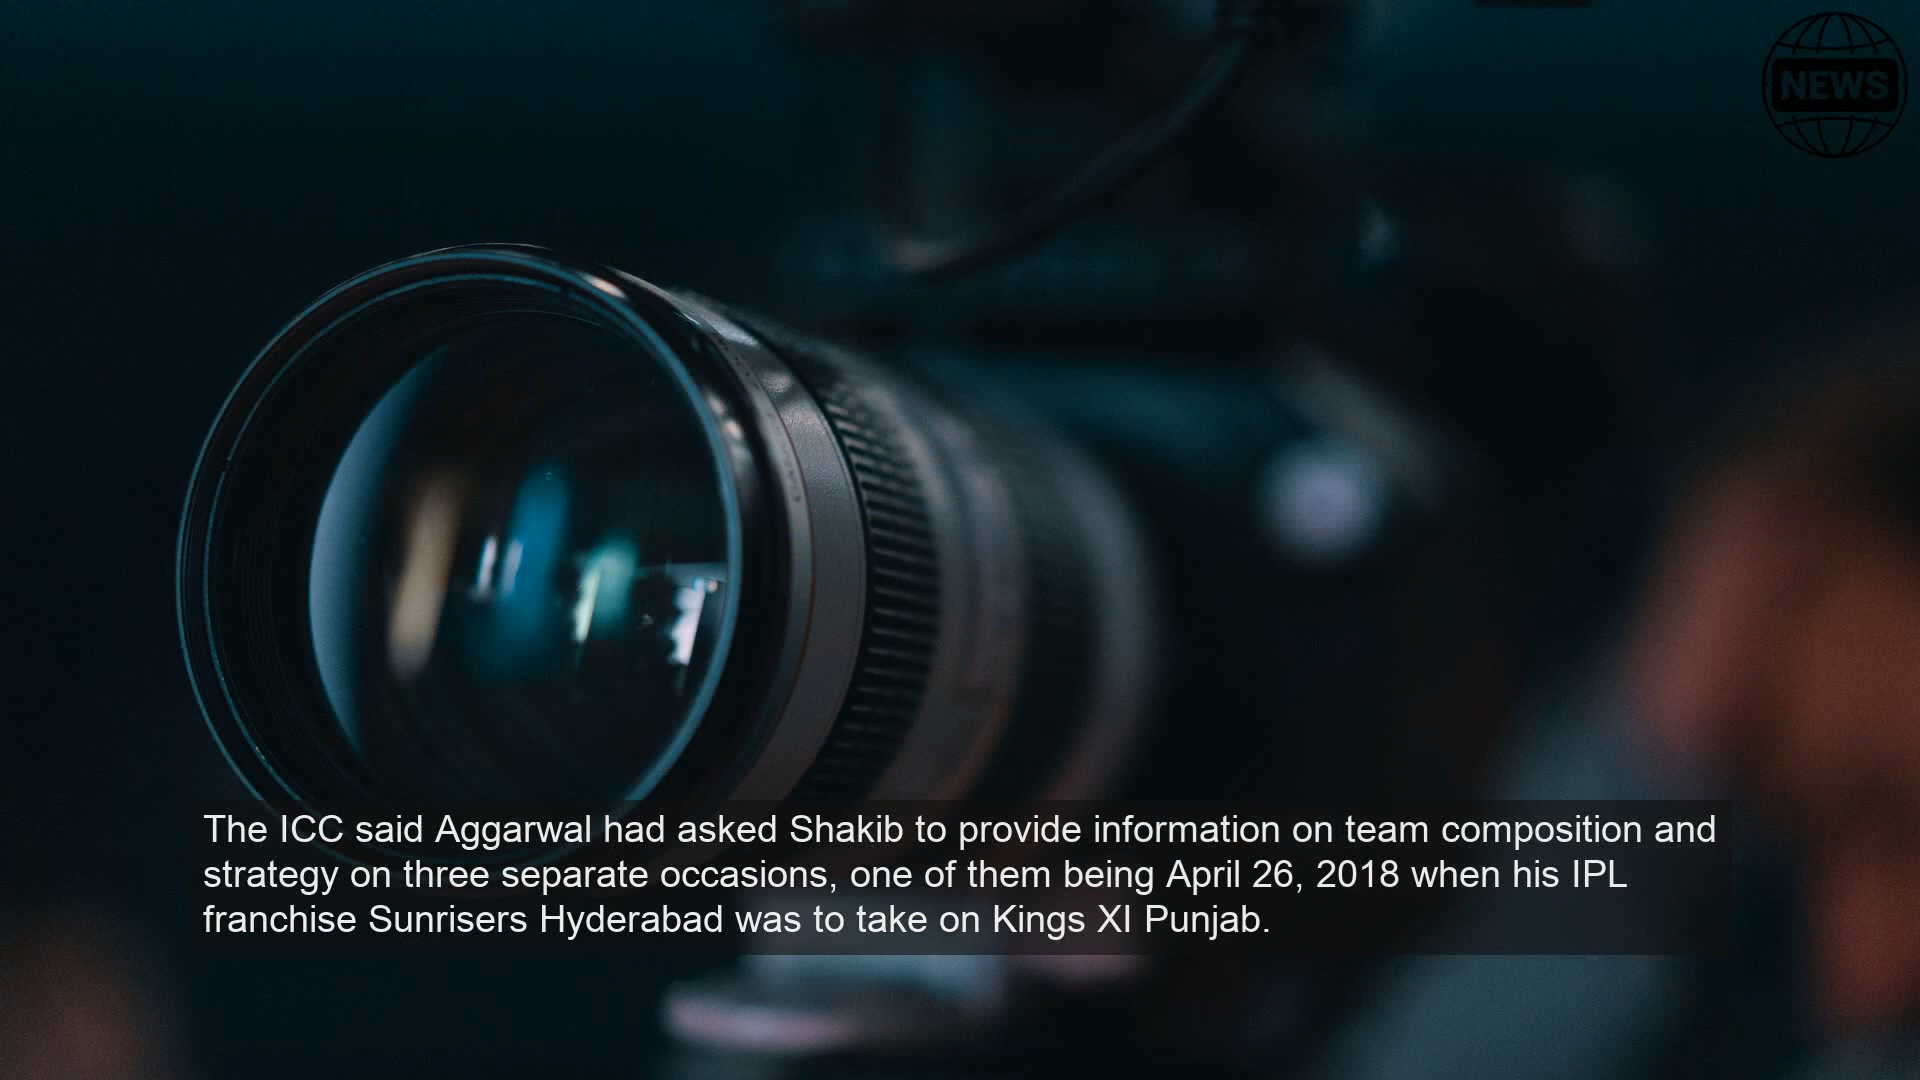 NEWS
The ICC said Aggarwal had asked Shakib to provide information on team composition and
strategy on three separate occasions, one of them being April 26, 2018 when his IPL
franchise Sunrisers Hyderabad was to take on Kings XI Punjab.